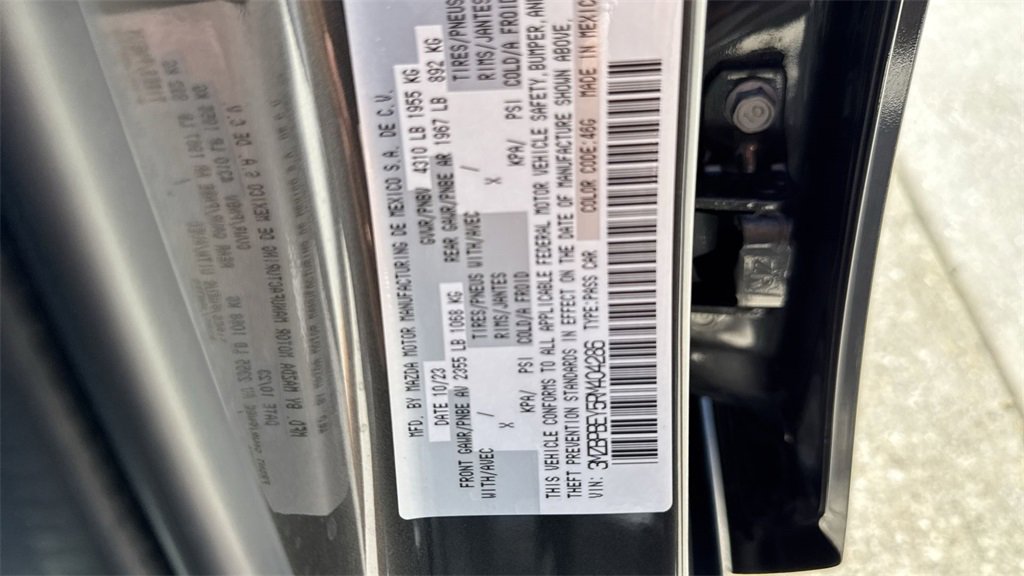 MFD. BY MAZDA MOTOR MANUFACTURING DE MEXICO S.A. DE C.V.
DATE 10/23 GVWR/PNBV 4310 LB 1955 KG
FRONT GAWR/PNBE AV 2355 LB 1068 KG REAR GAWR/PNBE AR 1967 LB 892 KG
WITH/AVEC / TIRES/PNEUS WITH/AVEC / TIRES/PNEUS
X RIMS/JANTES X RIMS/JANTES
KPA/ PSI COLD/A FROID KPA/ PSI COLD/A FROID
THIS VEHICLE CONFORMS TO ALL APPLICABLE FEDERAL MOTOR VEHICLE SAFETY, BUMPER, AND
THEFT PREVENTION STANDARDS IN EFFECT ON THE DATE OF MANUFACTURE SHOWN ABOVE.
VIN: TYPE:PASS CAR COLOR CODE:46G MADE IN MEXICO